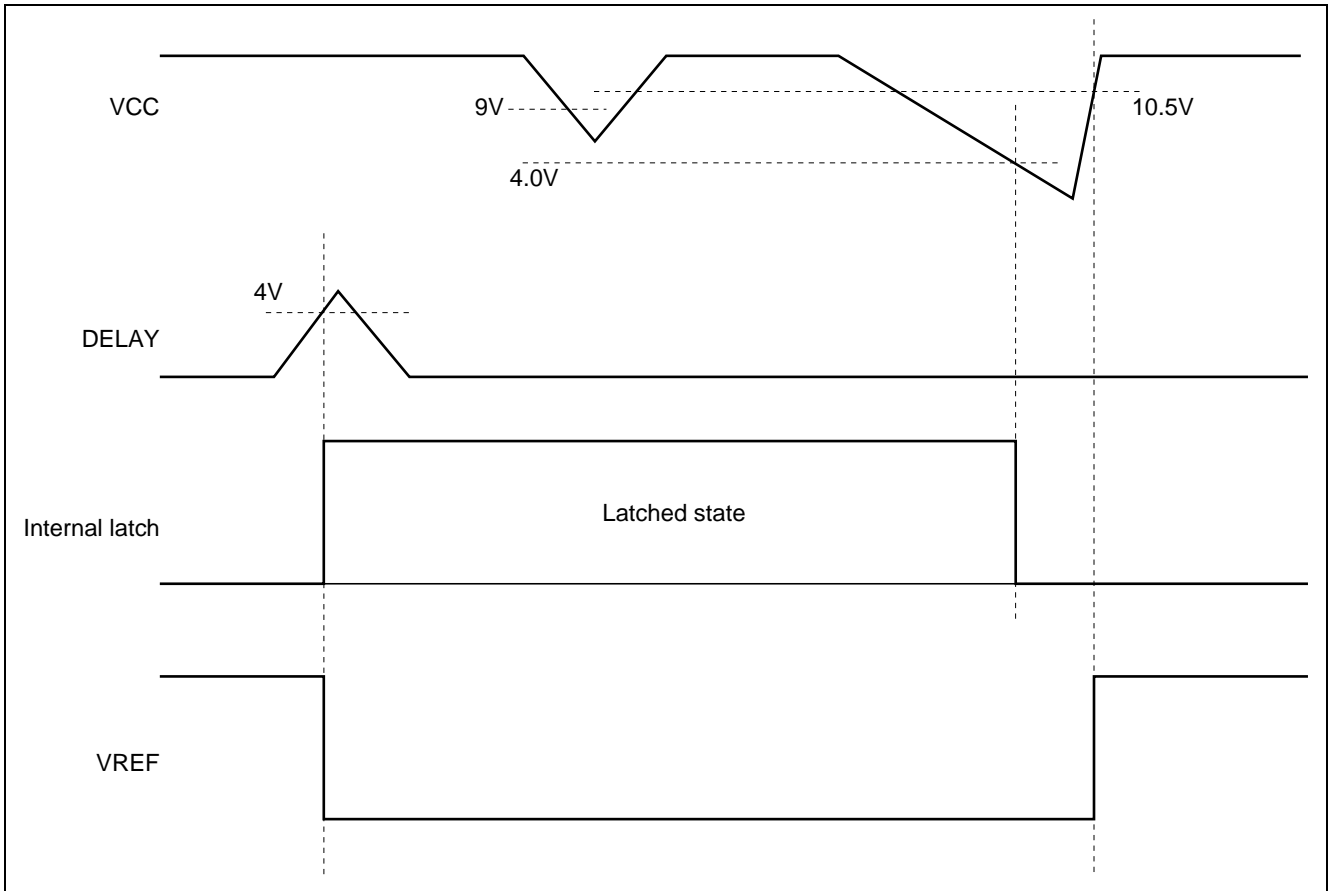 VCC
9V
10.5V
4.0V
4V
DELAY
Latched state
Internal latch
VREF